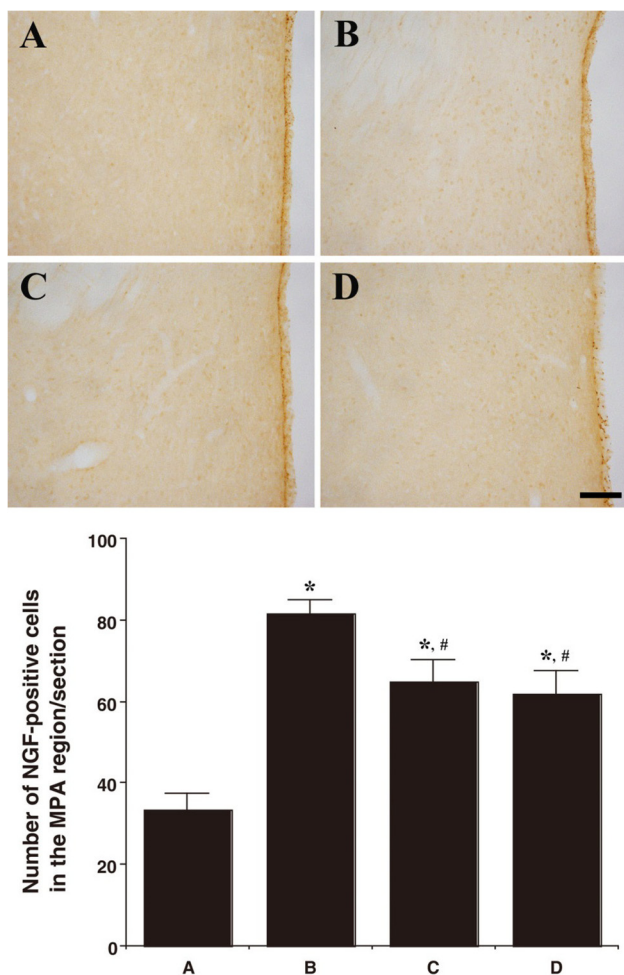 A
B
C
D
Number of NGF-positive cells
in the MPA region/section
100
80
60
40
20
0
*
*, #
*, #
A
B
C
D